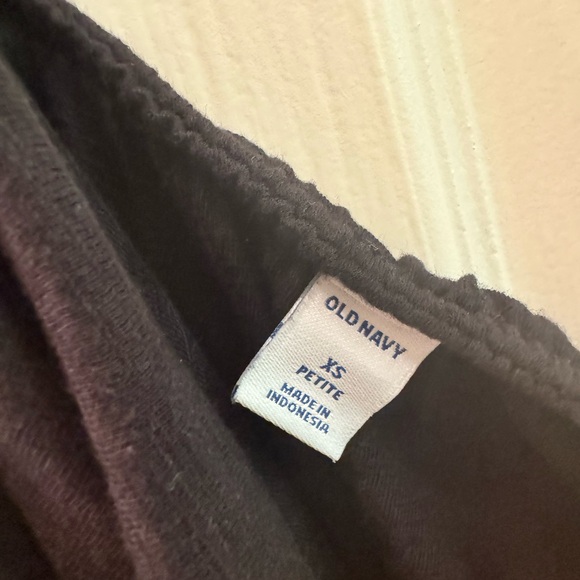 OLD NAVY
XS
PETITE
MADE IN
INDONESIA